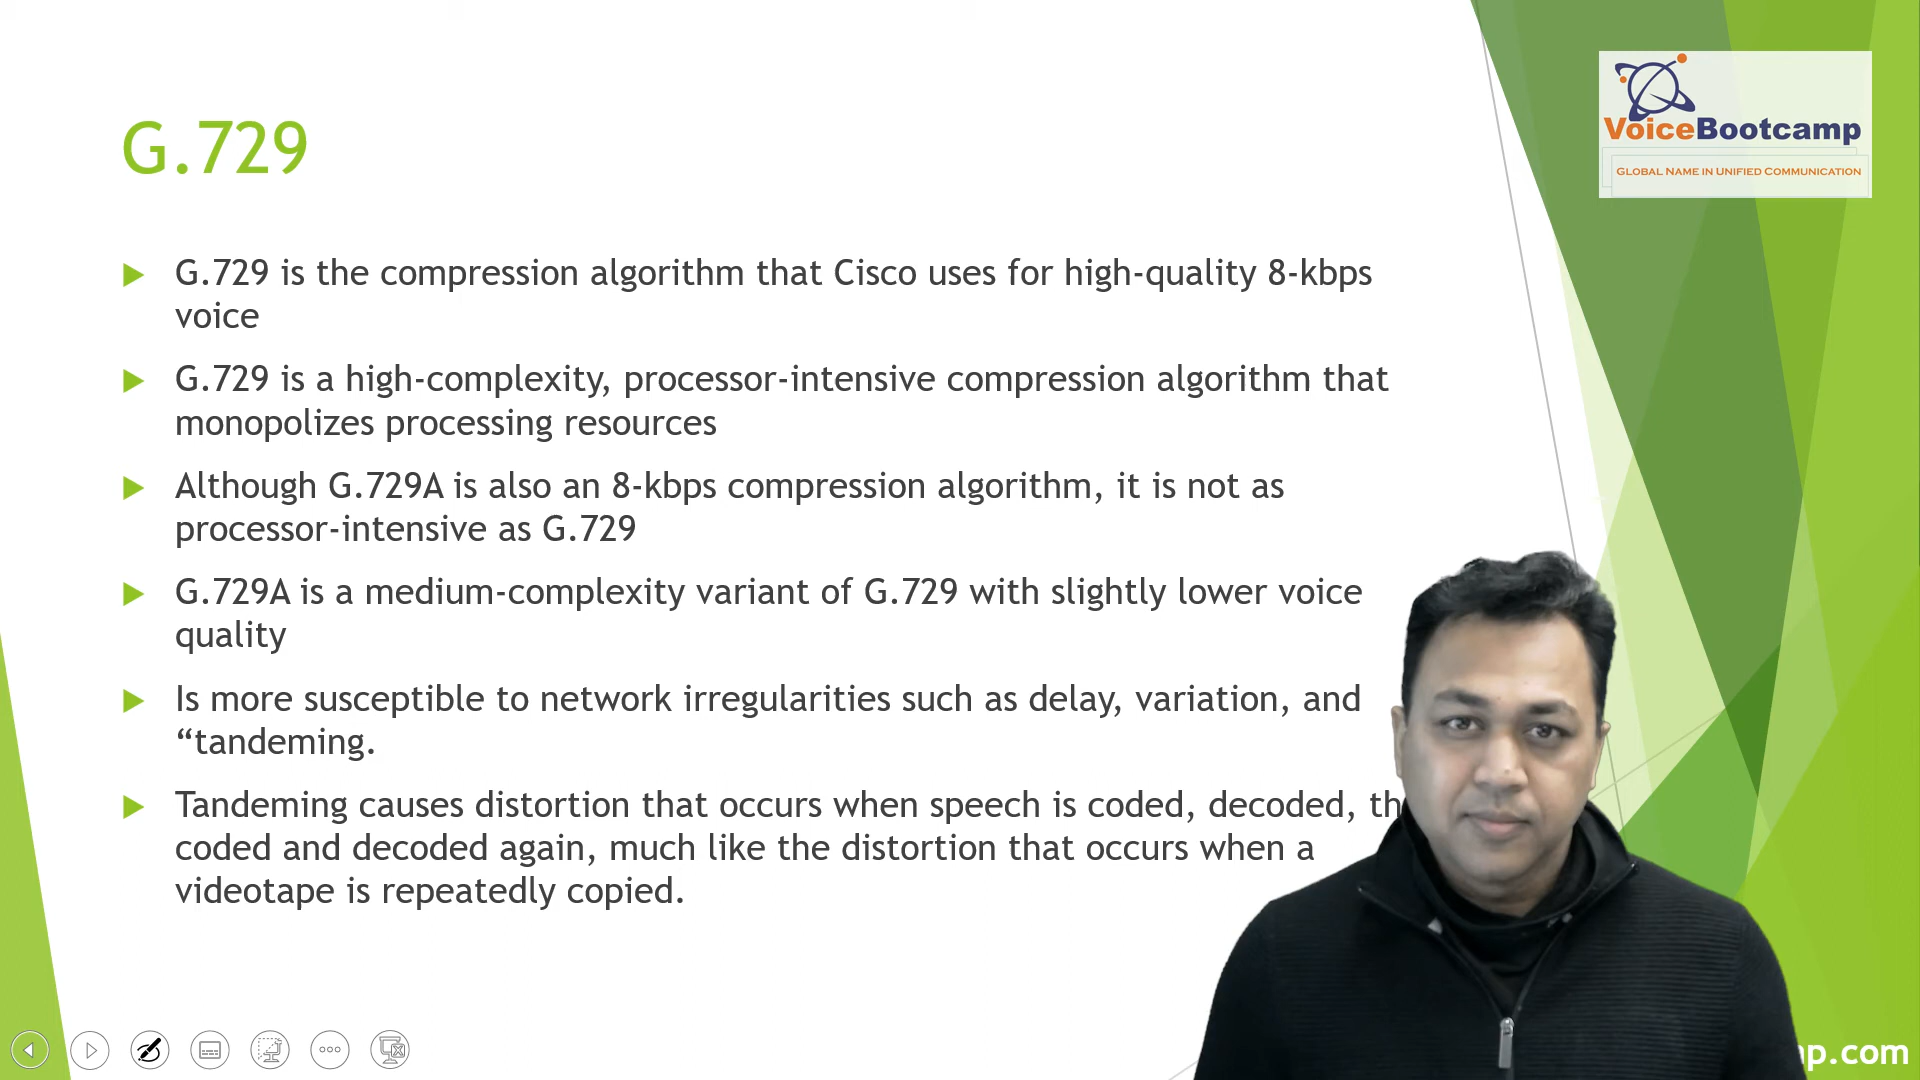 G.729
VoiceBootcamp
GLOBAL NAME IN UNIFIED COMMUNICATION
G.729 is the compression algorithm that Cisco uses for high-quality 8-kbps
voice
G.729 is a high-complexity, processor-intensive compression algorithm that
monopolizes processing resources
Although G.729A is also an 8-kbps compression algorithm, it is not as
processor-intensive as G.729
G.729A is a medium-complexity variant of G.729 with slightly lower voice
quality
Is more susceptible to network irregularities such as delay, variation, and
“tandeming.
Tandeming causes distortion that occurs when speech is coded, decoded,
coded and decoded again, much like the distortion that occurs when a
videotape is repeatedly copied.
p.com